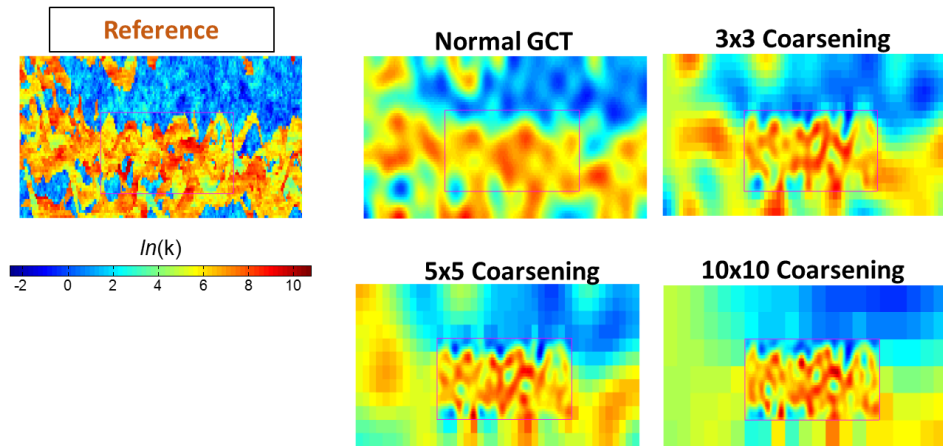 Reference
Normal GCT
3x3 Coarsening
ln(k)
-2 0 2 4 6 8 10
5x5 Coarsening
10x10 Coarsening